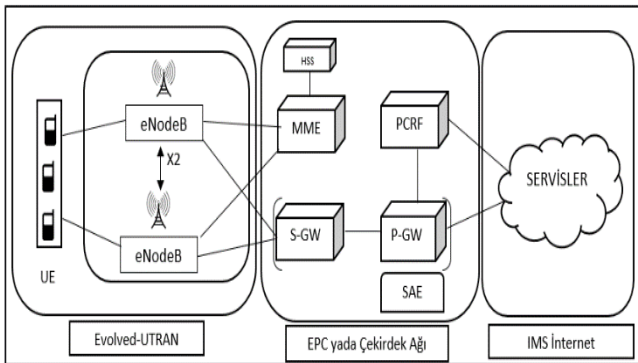 HSS
eNodeB
MME
PCRF
X2
SERVİSLER
S-GW
P-GW
eNodeB
UE
SAE
Evolved-UTRAN
EPC yada Çekirdek Ağı
IMS İnternet